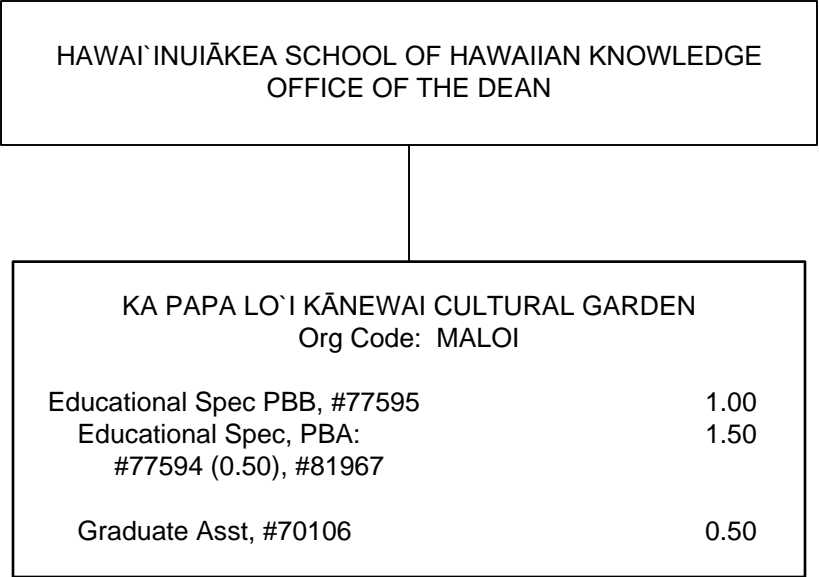 HAWAI`INUIĀKEA SCHOOL OF HAWAIIAN KNOWLEDGE
OFFICE OF THE DEAN
KA PAPA LO`I KĀNEWAI CULTURAL GARDEN
Org Code: MALOI
Educational Spec PBB, #77595 1.00
Educational Spec, PBA: 1.50
#77594 (0.50), #81967
Graduate Asst, #70106 0.50